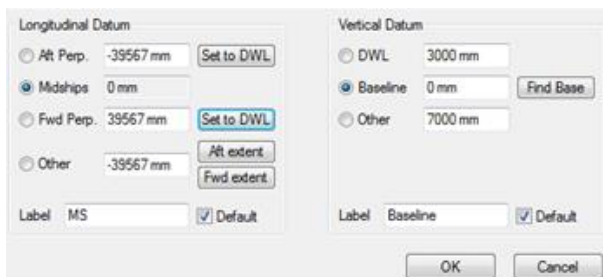 Longitudinal Datum
Aft Perp. -39567 mm Set to DWL
Midships 0 mm
Fwd Perp. 39567 mm Set to DWL
Aft extent
Other -39567 mm
Fwd extent
Label MS Default
Vertical Datum
DWL 3000 mm
Baseline 0 mm Find Base
Other 7000 mm
Label Baseline Default
OK Cancel